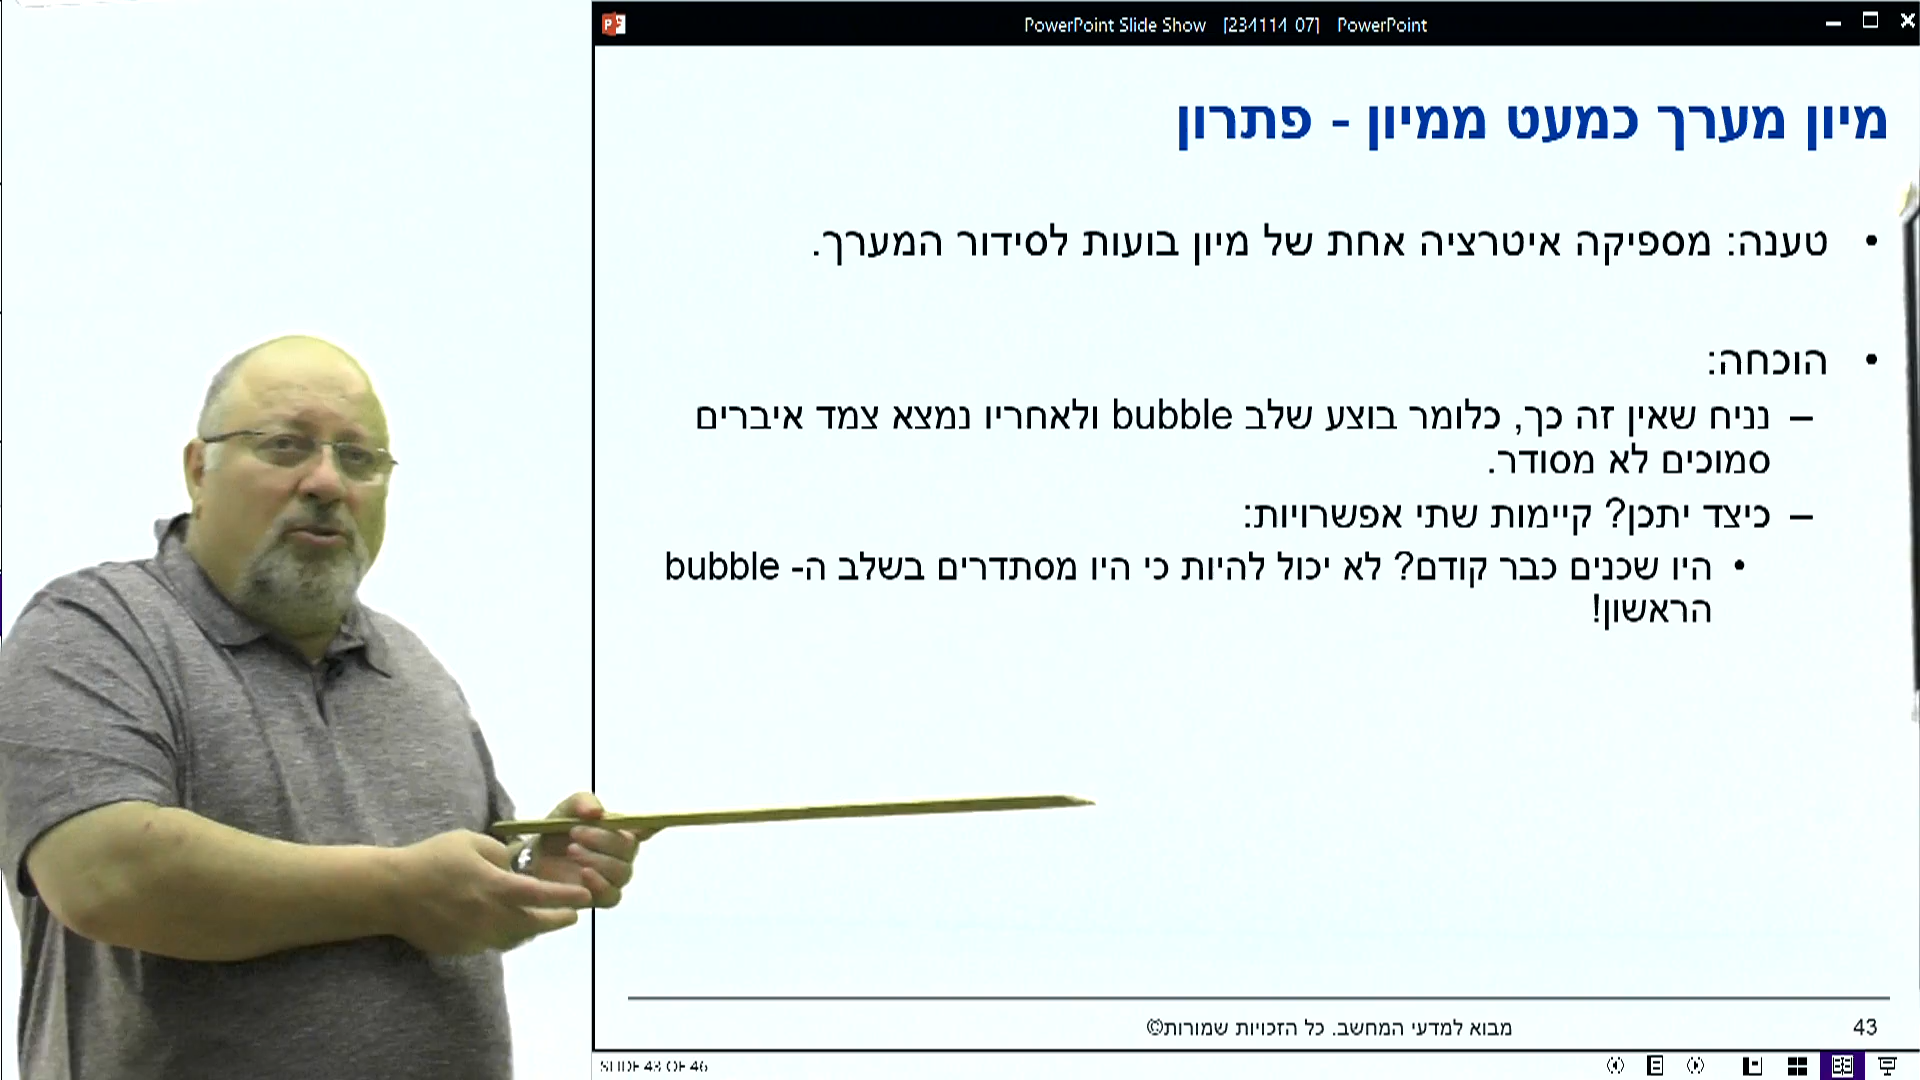 PowerPoint Slide Show [234114 07] PowerPoint
מיון מערך כמעט ממיון - פתרון
• טענה: מספיקה איטרציה אחת של מיון בועות לסידור המערך.
• הוכחה:
– נניח שאין זה כך, כלומר בוצע שלב bubble ולאחריו נמצא צמד איברים
סמוכים לא מסודר.
– כיצד יתכן? קיימות שתי אפשרויות:
• היו שכנים כבר קודם? לא יכול להיות כי היו מסתדרים בשלב ה- bubble
הראשון!
מבוא למדעי המחשב. כל הזכויות שמורות©
43
SLIDE 43 OF 46